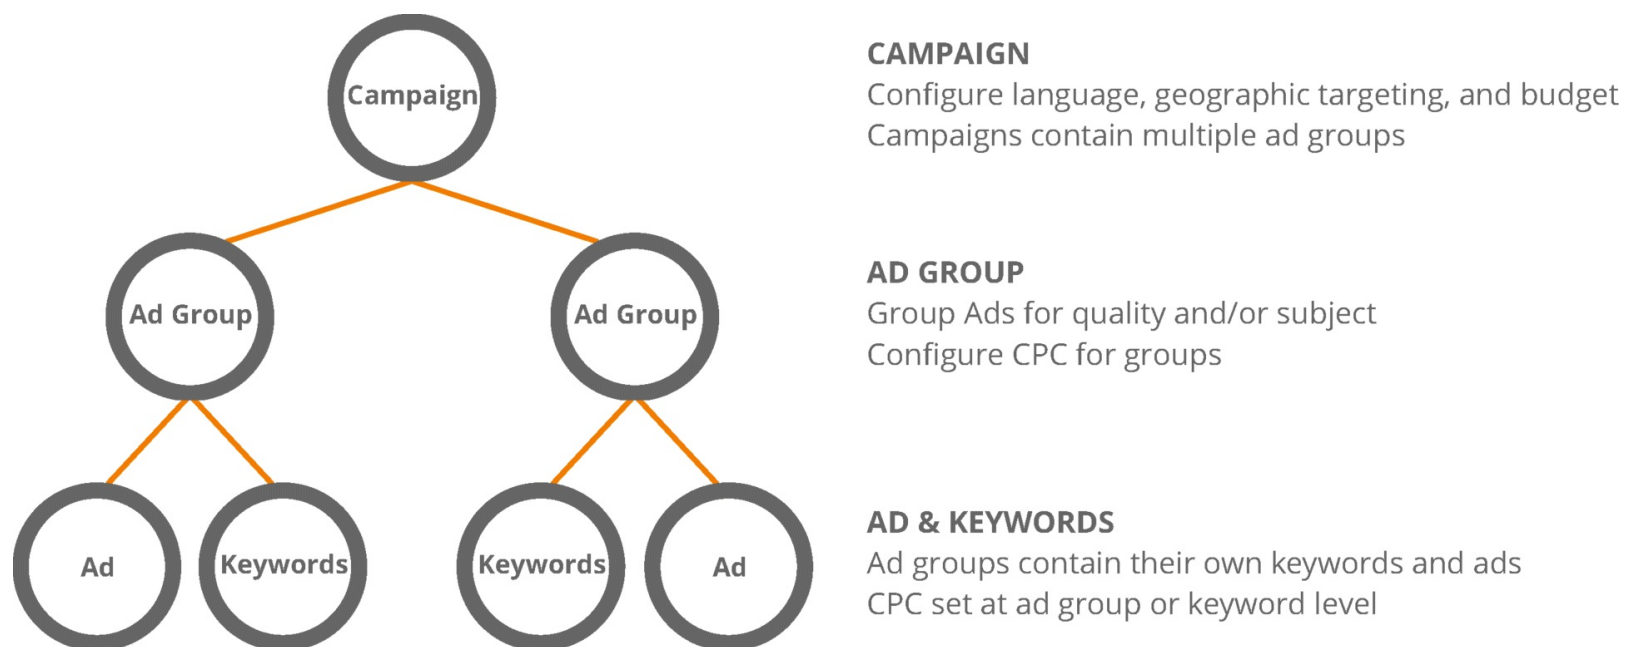 Campaign
CAMPAIGN
Configure language, geographic targeting, and budget
Campaigns contain multiple ad groups
Ad Group
Ad Group
AD GROUP
Group Ads for quality and/or subject
Configure CPC for groups
Ad
Keywords
Keywords
Ad
AD & KEYWORDS
Ad groups contain their own keywords and ads
CPC set at ad group or keyword level